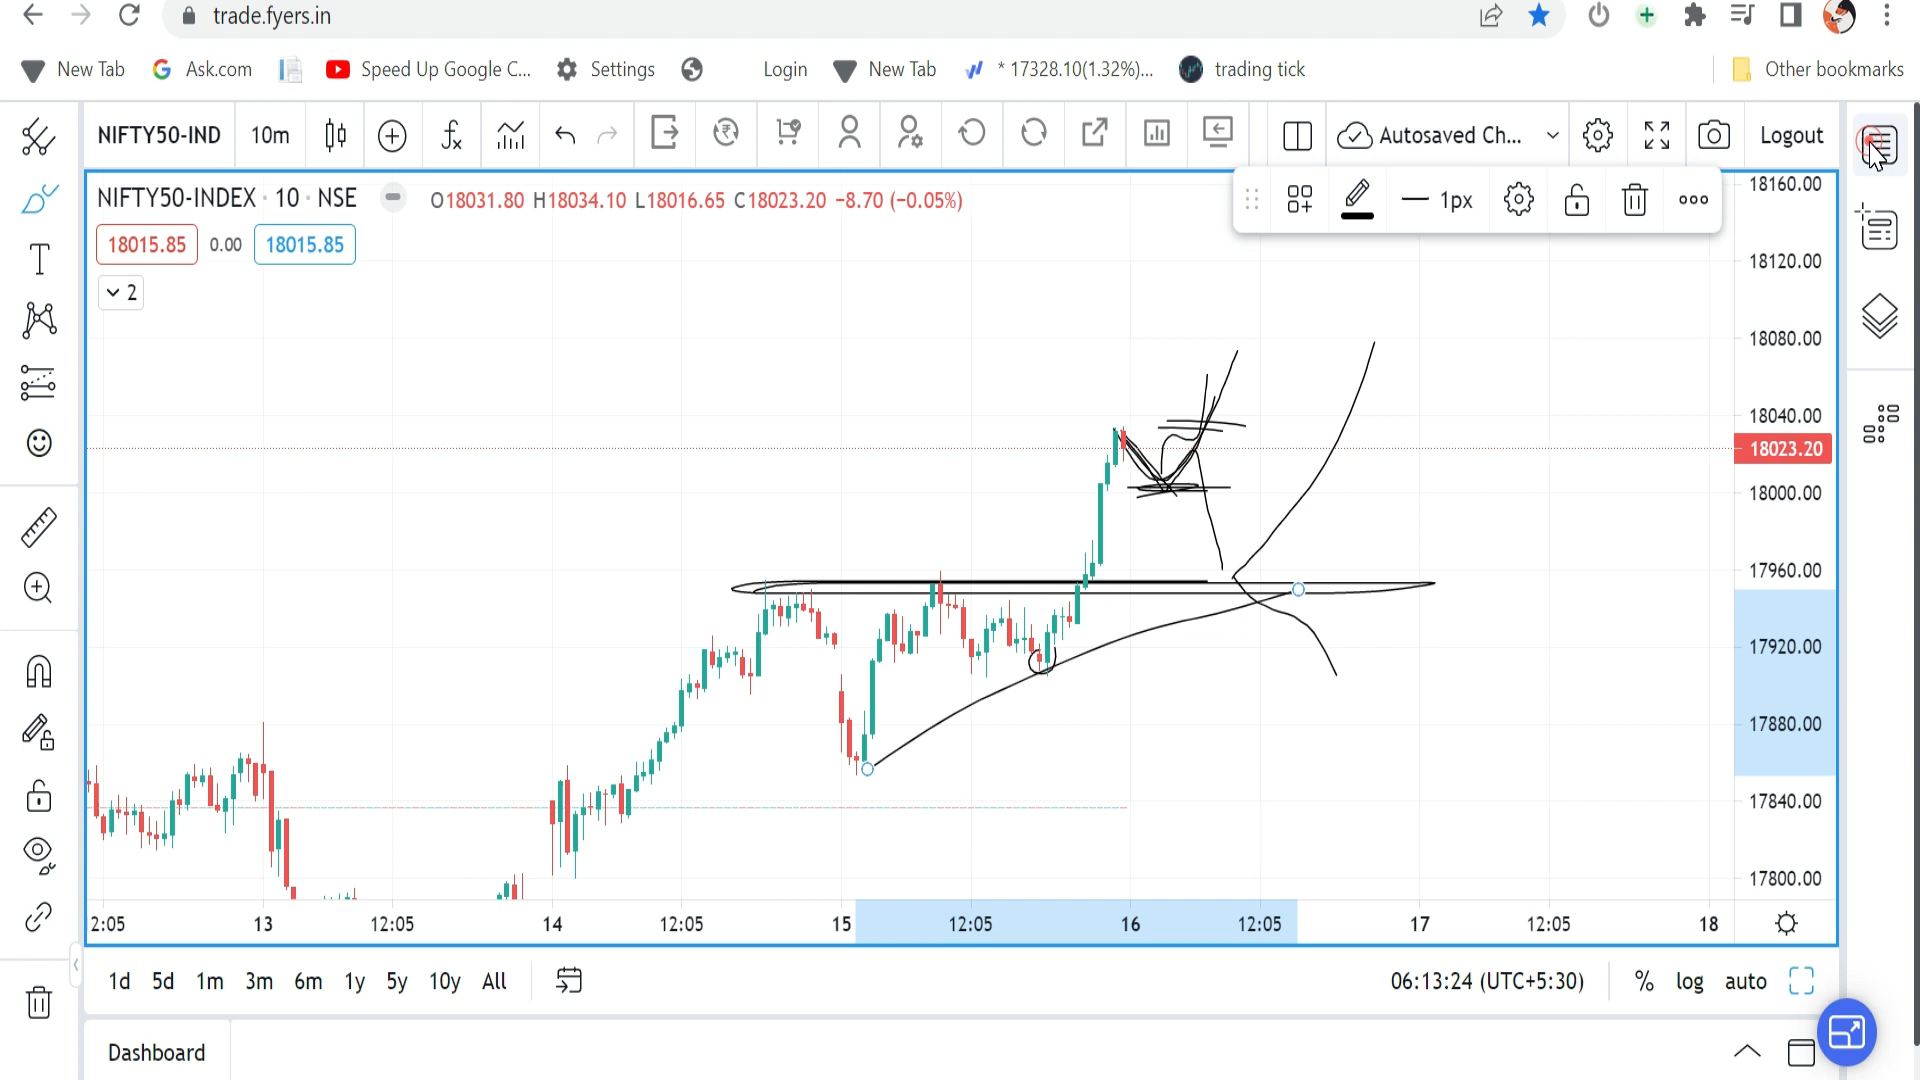 trade.fyers.in
New Tab Ask.com Speed Up Google C... Settings Login New Tab * 17328.10(1.32%)... trading tick Other bookmarks
NIFTY50-IND 10m Autosaved Ch... Logout
NIFTY50-INDEX · 10 · NSE O18031.80 H18034.10 L18016.65 C18023.20 −8.70 (−0.05%)
1px
18015.85 0.00 18015.85
2
18160.00
18120.00
18080.00
18040.00
18023.20
18000.00
17960.00
17920.00
17880.00
17840.00
17800.00
2:05 13 12:05 14 12:05 15 12:05 16 12:05 17 12:05 18
1d 5d 1m 3m 6m 1y 5y 10y All 06:13:24 (UTC+5:30) % log auto
Dashboard